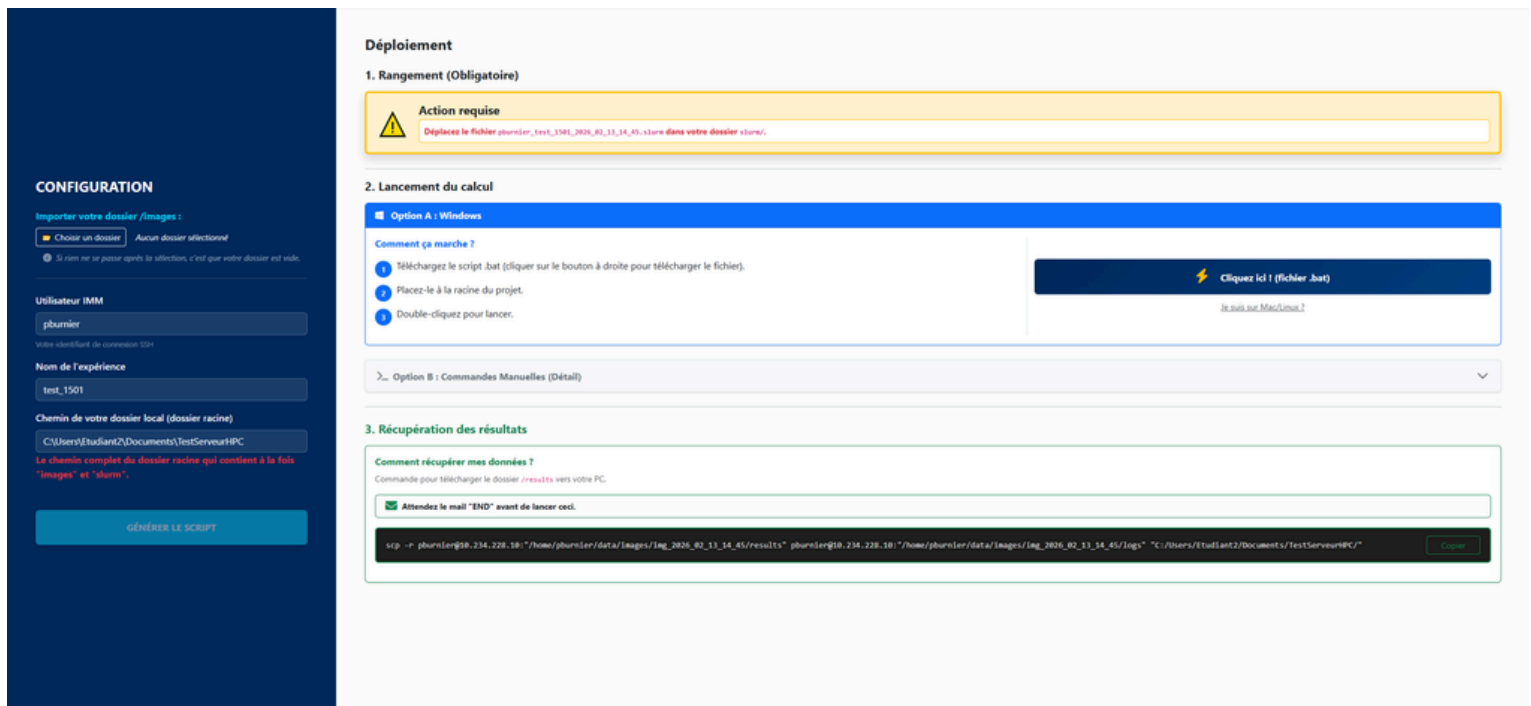 CONFIGURATION
Importer votre dossier /images :
Choisir un dossier Aucun dossier sélectionné
Si rien ne se passe après la sélection, c'est que votre dossier est vide.
Utilisateur IMM
pburnier
Votre identifiant de connexion SSH
Nom de l'expérience
test_1501
Chemin de votre dossier local (dossier racine)
C:\Users\Etudiant2\Documents\TestServeurHPC
Le chemin complet du dossier racine qui contient à la fois
"images" et "slurm".
GÉNÉRER LE SCRIPT
Déploiement
1. Rangement (Obligatoire)
Action requise
Déplacez le fichier pburnier_test_1501_2026_02_13_14_45.slurm dans votre dossier slurm/.
2. Lancement du calcul
Option A : Windows
Comment ça marche ?
1 Téléchargez le script .bat (cliquer sur le bouton à droite pour télécharger le fichier).
2 Placez-le à la racine du projet.
3 Double-cliquez pour lancer.
Cliquez ici ! (fichier .bat)
Je suis sur Mac/Linux ?
Option B : Commandes Manuelles (Détail)
3. Récupération des résultats
Comment récupérer mes données ?
Commande pour télécharger le dossier /results vers votre PC.
Attendez le mail "END" avant de lancer ceci.
scp -r pburnier@10.234.228.10:"/home/pburnier/data/images/img_2026_02_13_14_45/results" pburnier@10.234.228.10:"/home/pburnier/data/images/img_2026_02_13_14_45/logs" "C:/Users/Etudiant2/Documents/TestServeurHPC/"
Copier